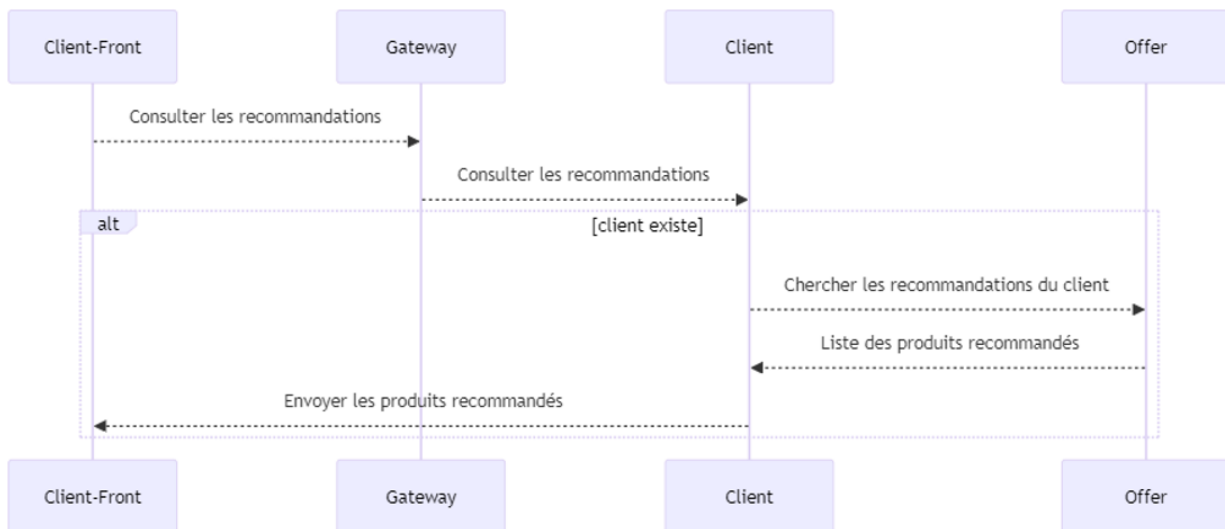 Client-Front
Gateway
Client
Offer
Consulter les recommandations
Consulter les recommandations
alt
[client existe]
Chercher les recommandations du client
Liste des produits recommandés
Envoyer les produits recommandés
Client-Front
Gateway
Client
Offer